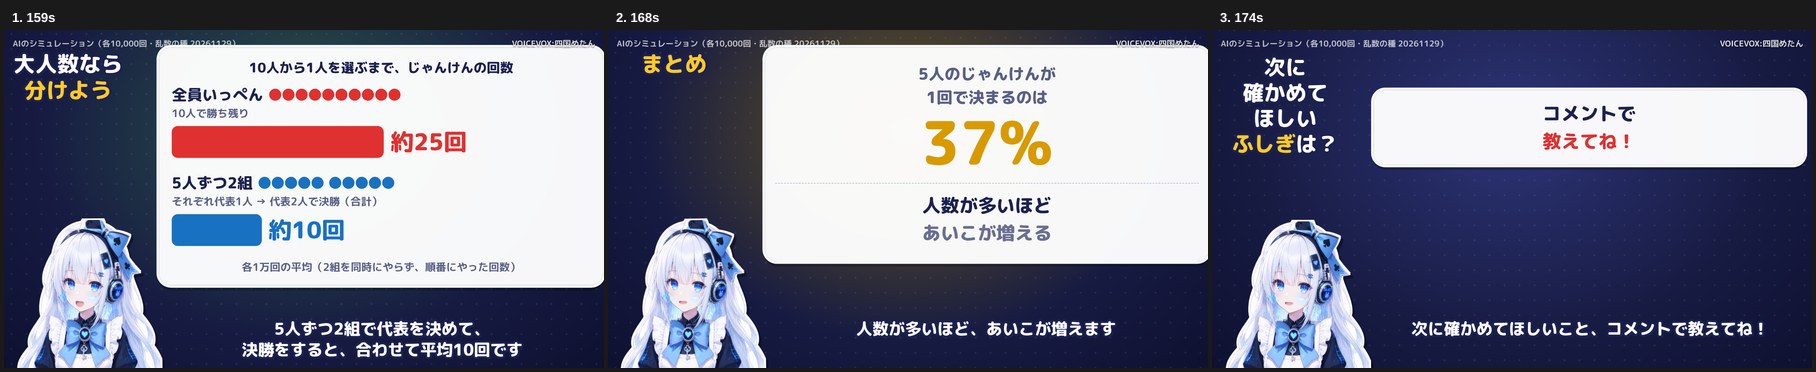 1. 159s
AIのシミュレーション（各10,000回・乱数の種 20261129）
VOICEVOX:四国めたん
大人数なら
分けよう
10人から1人を選ぶまで、じゃんけんの回数
全員いっぺん
10人で勝ち残り
約25回
5人ずつ2組
それぞれ代表1人 → 代表2人で決勝（合計）
約10回
各1万回の平均（2組を同時にやらず、順番にやった回数）
5人ずつ2組で代表を決めて、
決勝をすると、合わせて平均10回です
2. 168s
AIのシミュレーション（各10,000回・乱数の種 20261129）
VOICEVOX:四国めたん
まとめ
5人のじゃんけんが
1回で決まるのは
37%
人数が多いほど
あいこが増える
人数が多いほど、あいこが増えます
3. 174s
AIのシミュレーション（各10,000回・乱数の種 20261129）
VOICEVOX:四国めたん
次に
確かめて
ほしい
ふしぎは？
コメントで
教えてね！
次に確かめてほしいこと、コメントで教えてね！